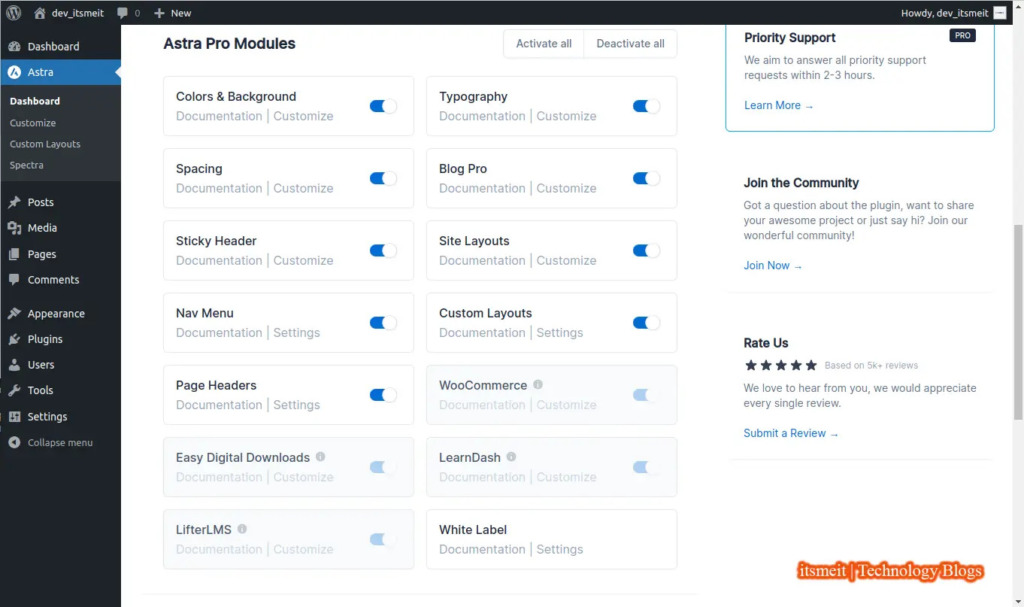 dev_itsmeit 0 New Howdy, dev_itsmeit
Dashboard
Astra
Dashboard
Customize
Custom Layouts
Spectra
Posts
Media
Pages
Comments
Appearance
Plugins
Users
Tools
Settings
Collapse menu
Astra Pro Modules
Activate all Deactivate all
Colors & Background
Documentation | Customize
Typography
Documentation | Customize
Spacing
Documentation | Customize
Blog Pro
Documentation | Customize
Sticky Header
Documentation | Customize
Site Layouts
Documentation | Customize
Nav Menu
Documentation | Settings
Custom Layouts
Documentation | Settings
Page Headers
Documentation | Settings
WooCommerce
Documentation | Customize
Easy Digital Downloads
Documentation | Customize
LearnDash
Documentation | Customize
LifterLMS
Documentation | Customize
White Label
Documentation | Settings
Priority Support PRO
We aim to answer all priority support
requests within 2-3 hours.
Learn More →
Join the Community
Got a question about the plugin, want to share
your awesome project or just say hi? Join our
wonderful community!
Join Now →
Rate Us
★★★★★ Based on 5k+ reviews
We love to hear from you, we would appreciate
every single review.
Submit a Review →
itsmeit | Technology Blogs